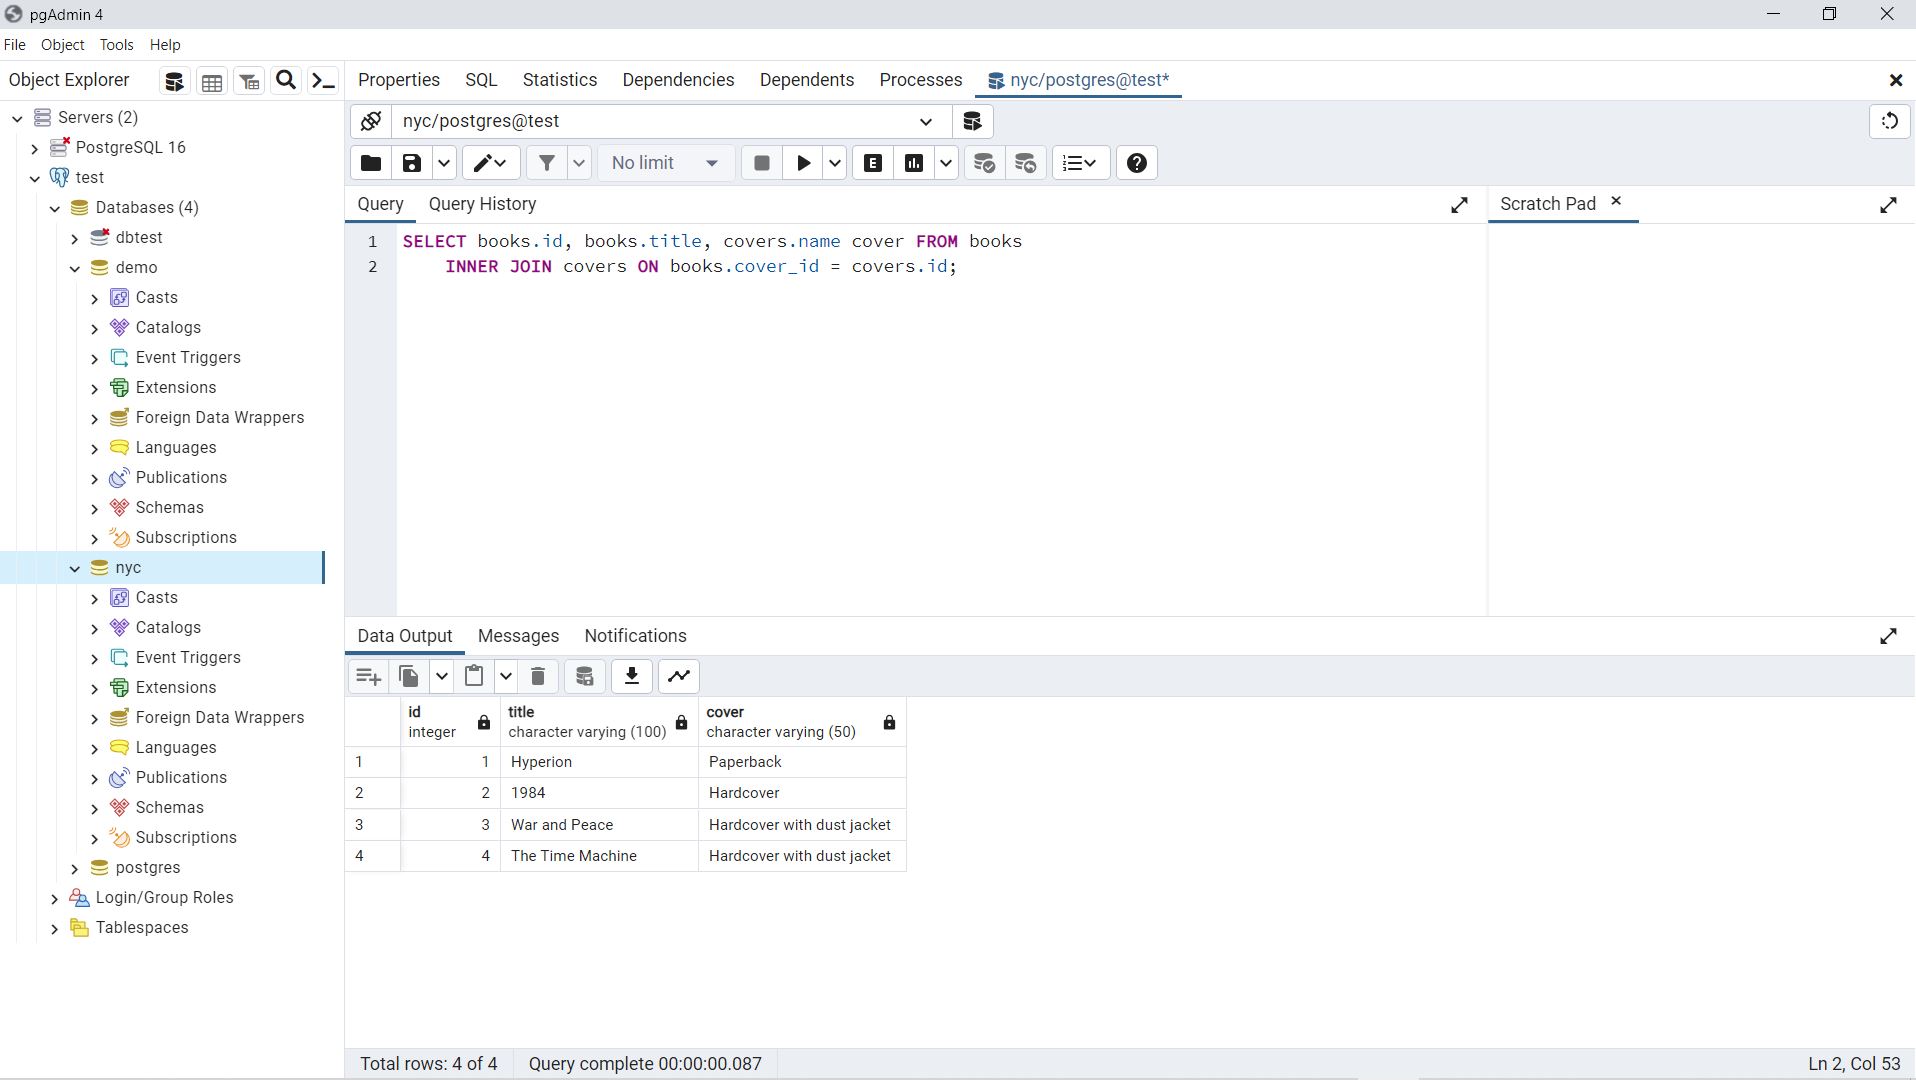 pgAdmin 4
File Object Tools Help
Object Explorer
Properties SQL Statistics Dependencies Dependents Processes nyc/postgres@test*
Servers (2)
PostgreSQL 16
test
Databases (4)
dbtest
demo
Casts
Catalogs
Event Triggers
Extensions
Foreign Data Wrappers
Languages
Publications
Schemas
Subscriptions
nyc
Casts
Catalogs
Event Triggers
Extensions
Foreign Data Wrappers
Languages
Publications
Schemas
Subscriptions
postgres
Login/Group Roles
Tablespaces
nyc/postgres@test
No limit
E
Query Query History
Scratch Pad
1 SELECT books.id, books.title, covers.name cover FROM books
2 INNER JOIN covers ON books.cover_id = covers.id;
Data Output Messages Notifications
id title cover
integer character varying (100) character varying (50)
1 1 Hyperion Paperback
2 2 1984 Hardcover
3 3 War and Peace Hardcover with dust jacket
4 4 The Time Machine Hardcover with dust jacket
Total rows: 4 of 4 Query complete 00:00:00.087 Ln 2, Col 53